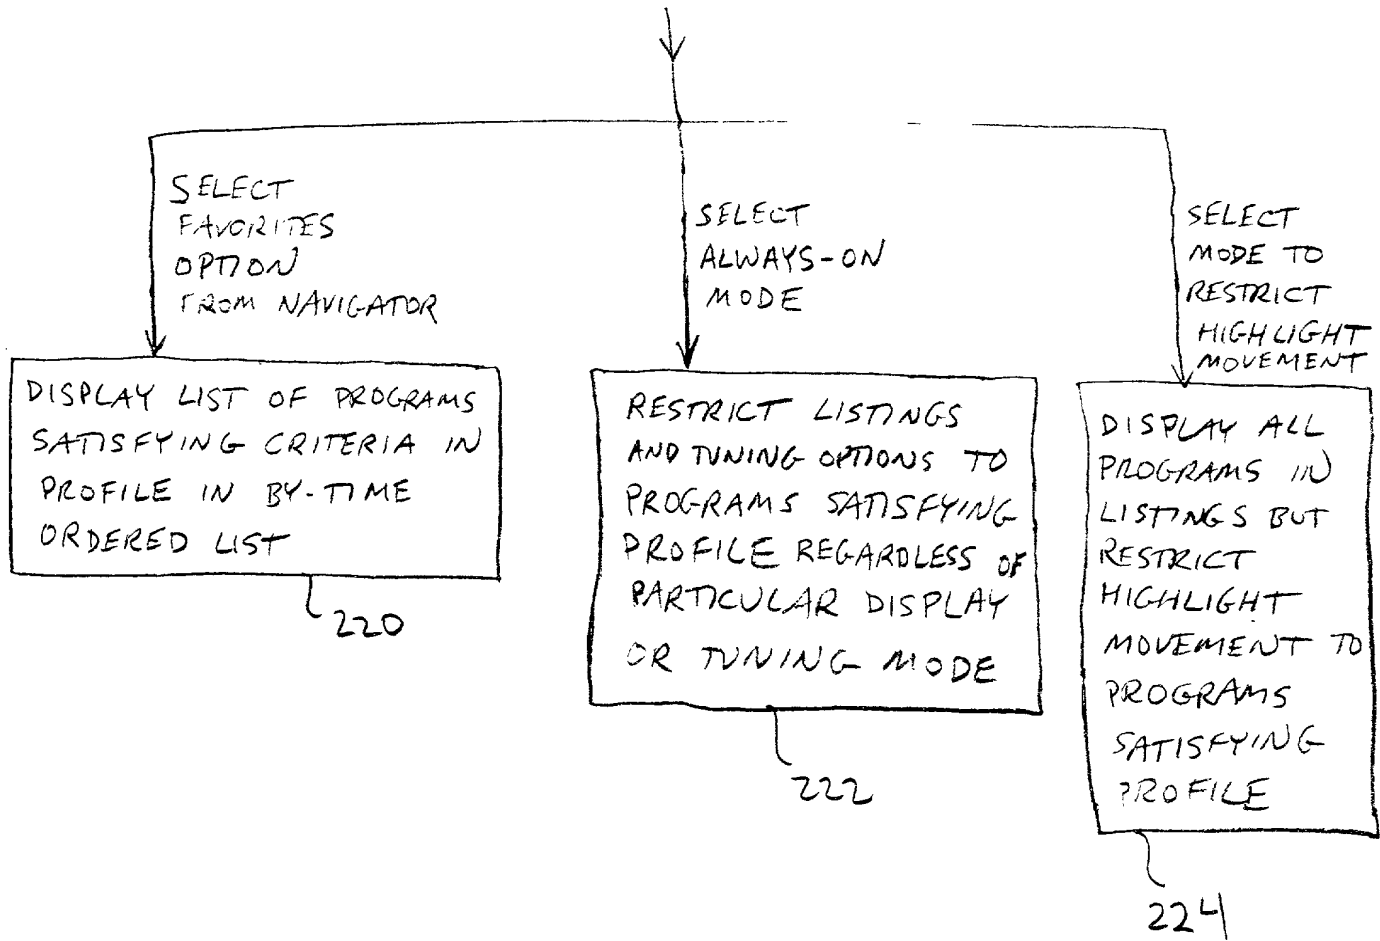 SELECT
FAVORITES
OPTION
FROM NAVIGATOR
SELECT
ALWAYS-ON
MODE
SELECT
MODE TO
RESTRICT
HIGHLIGHT
MOVEMENT
DISPLAY LIST OF PROGRAMS
SATISFYING CRITERIA IN
PROFILE IN BY-TIME
ORDERED LIST
220
RESTRICT LISTINGS
AND TUNING OPTIONS TO
PROGRAMS SATISFYING
PROFILE REGARDLESS OF
PARTICULAR DISPLAY
OR TUNING MODE
222
DISPLAY ALL
PROGRAMS IN
LISTINGS BUT
RESTRICT
HIGHLIGHT
MOVEMENT TO
PROGRAMS
SATISFYING
PROFILE
224